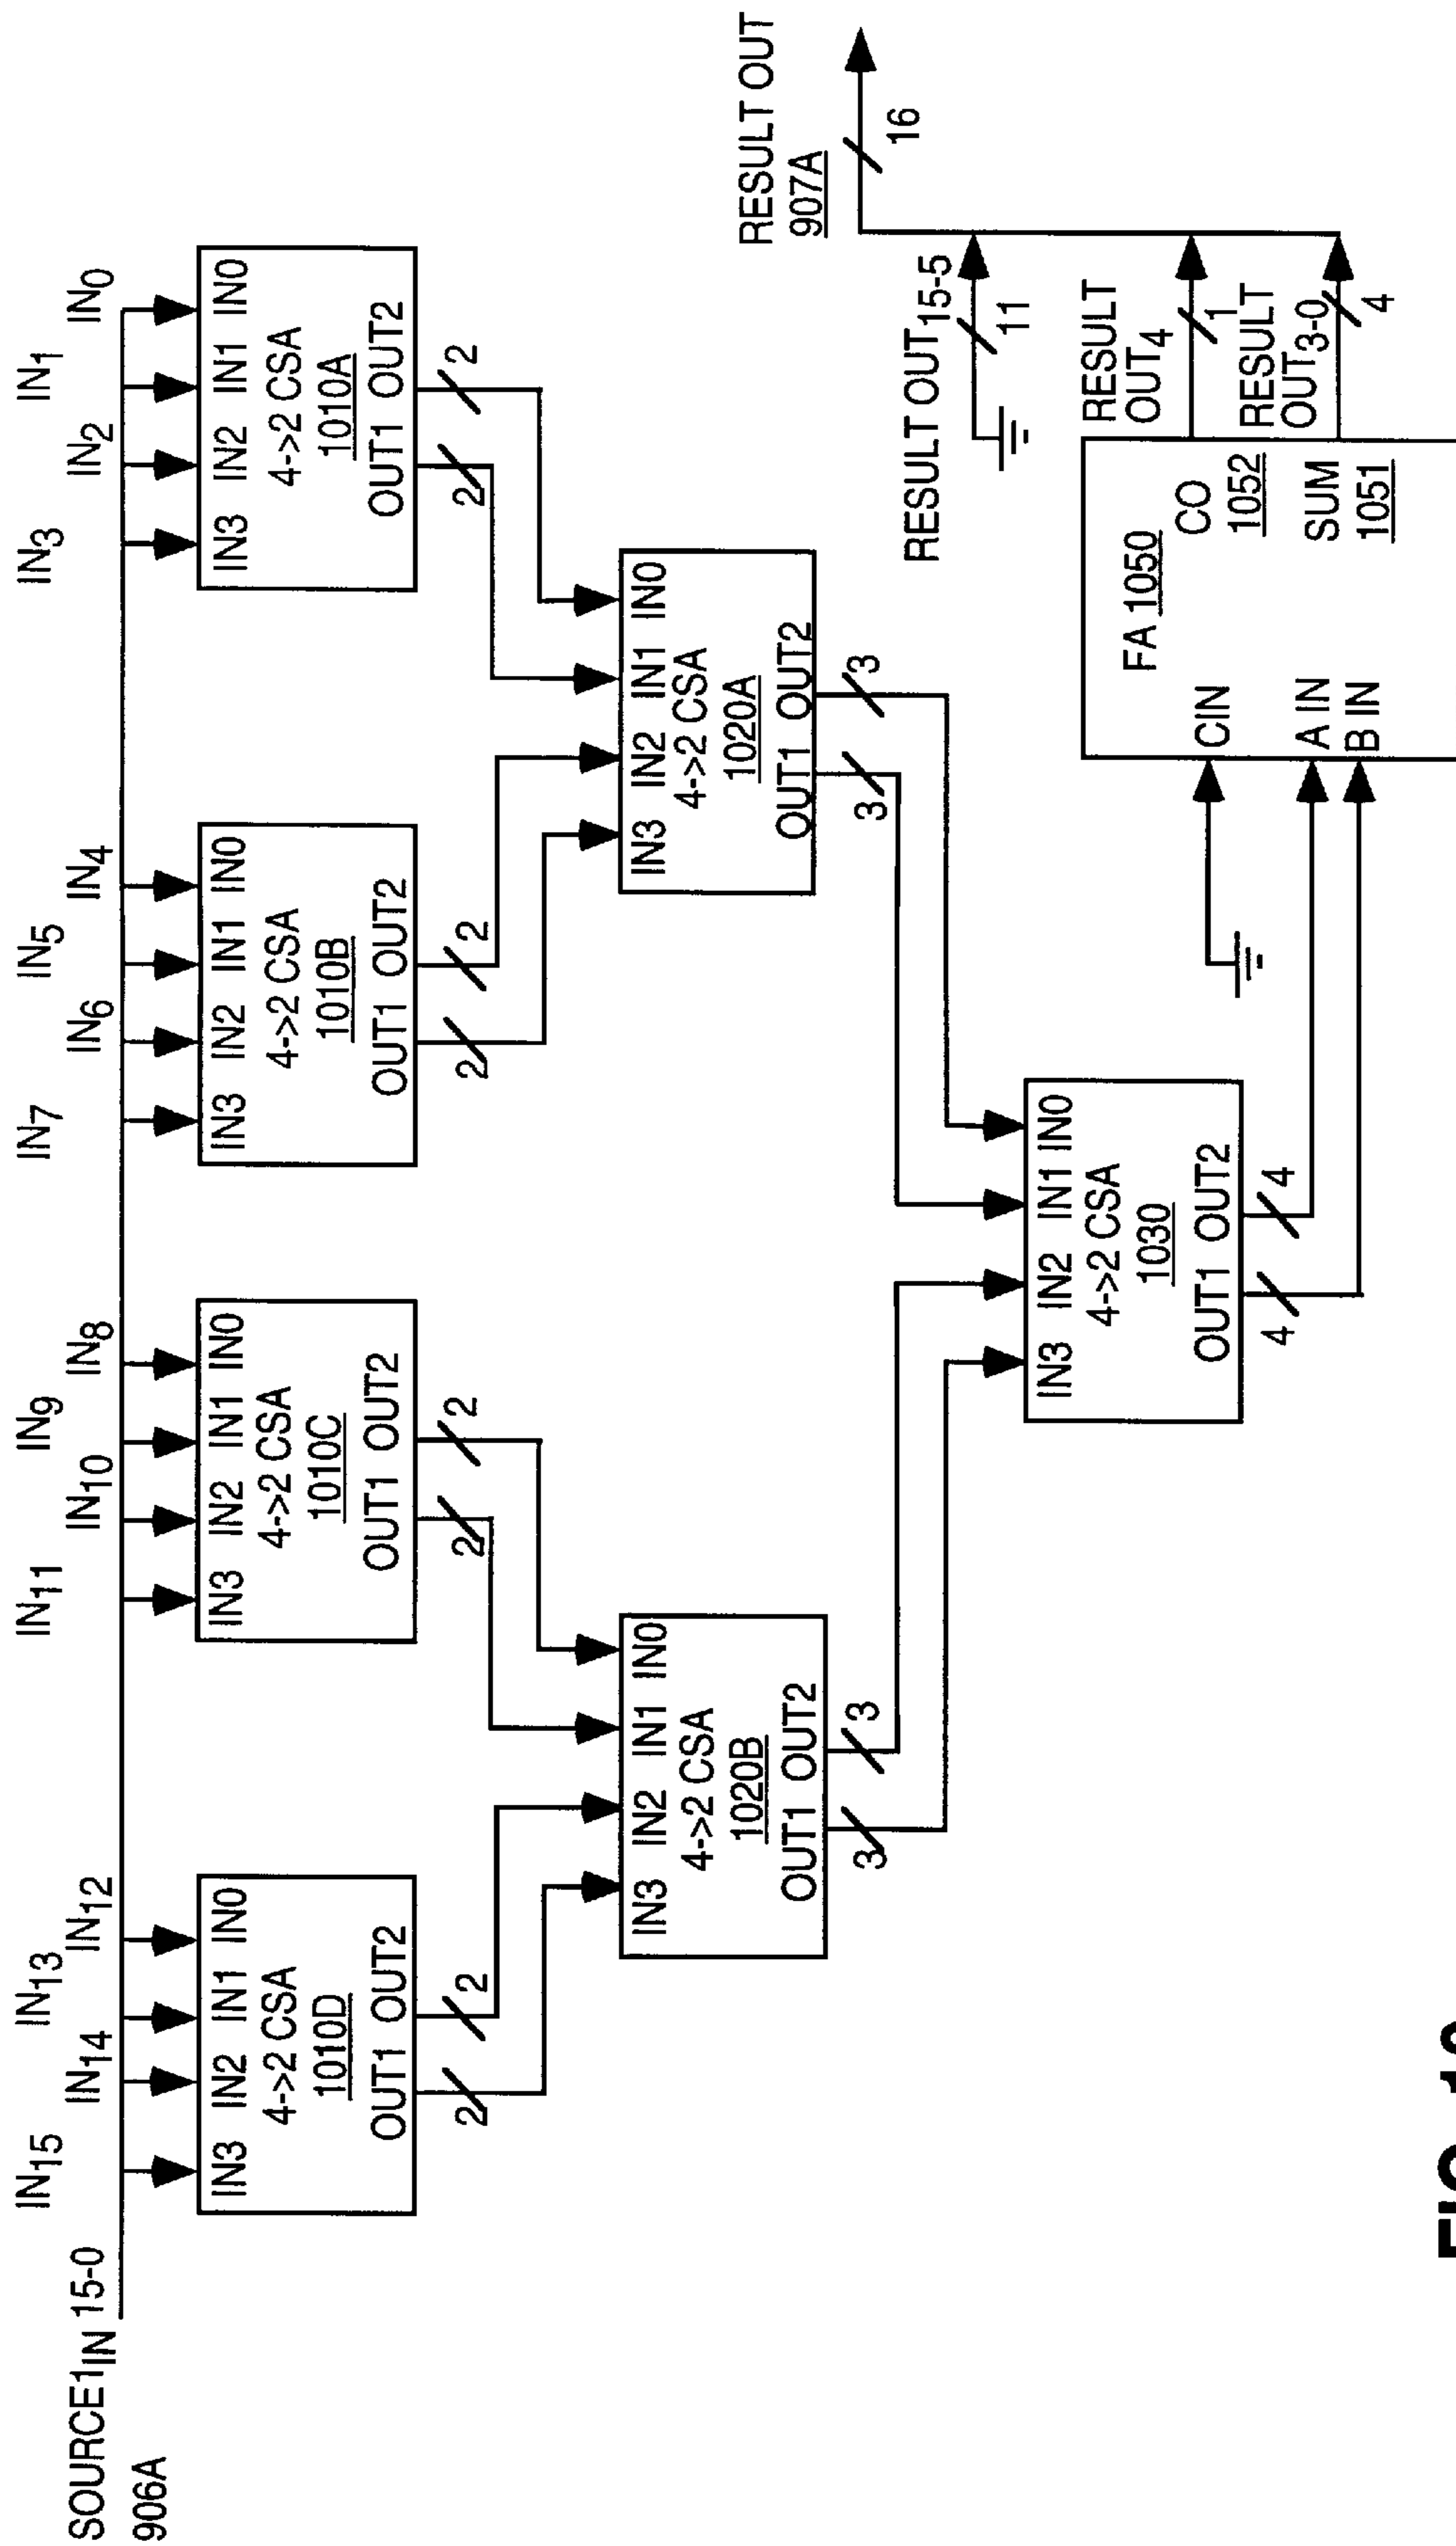 SOURCE1IN 15-0
906A
IN15
IN14
IN13
IN12
IN11
IN10
IN9
IN8
IN7
IN6
IN5
IN4
IN3
IN2
IN1
IN0
IN3 IN2 IN1 IN0
4->2 CSA
1010D
OUT1 OUT2
2 2
IN3 IN2 IN1 IN0
4->2 CSA
1010C
OUT1 OUT2
2 2
IN3 IN2 IN1 IN0
4->2 CSA
1010B
OUT1 OUT2
2 2
IN3 IN2 IN1 IN0
4->2 CSA
1010A
OUT1 OUT2
2 2
IN3 IN2 IN1 IN0
4->2 CSA
1020B
OUT1 OUT2
3 3
IN3 IN2 IN1 IN0
4->2 CSA
1020A
OUT1 OUT2
3 3
IN3 IN2 IN1 IN0
4->2 CSA
1030
OUT1 OUT2
4 4
RESULT OUT
907A
16
RESULT OUT15-5
11
RESULT
OUT4
1
RESULT
OUT3-0
4
FA 1050
CIN
CO
1052
A IN
B IN
SUM
1051